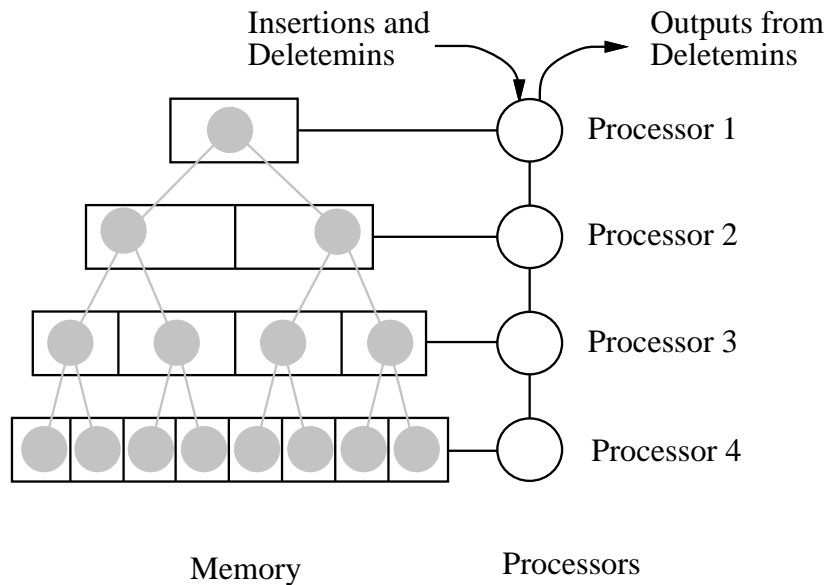 Insertions and
Deletemins
Outputs from
Deletemins
Processor 1
Processor 2
Processor 3
Processor 4
Memory
Processors